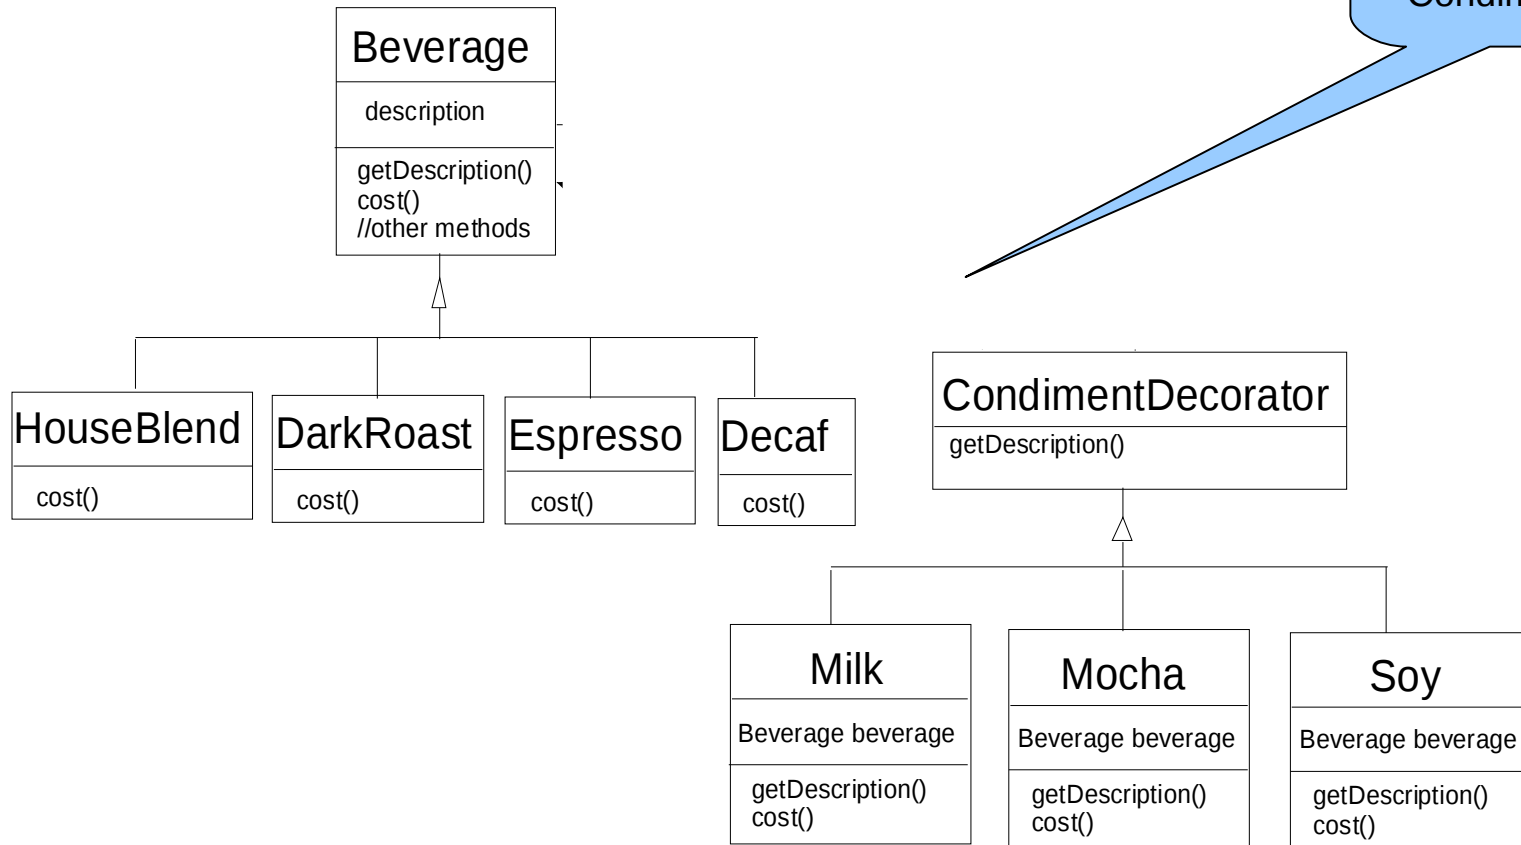 Beverage
description
getDescription()
cost()
//other methods
HouseBlend
cost()
DarkRoast
cost()
Espresso
cost()
Decaf
cost()
CondimentDecorator
getDescription()
Milk
Beverage beverage
getDescription()
cost()
Mocha
Beverage beverage
getDescription()
cost()
Soy
Beverage beverage
getDescription()
cost()